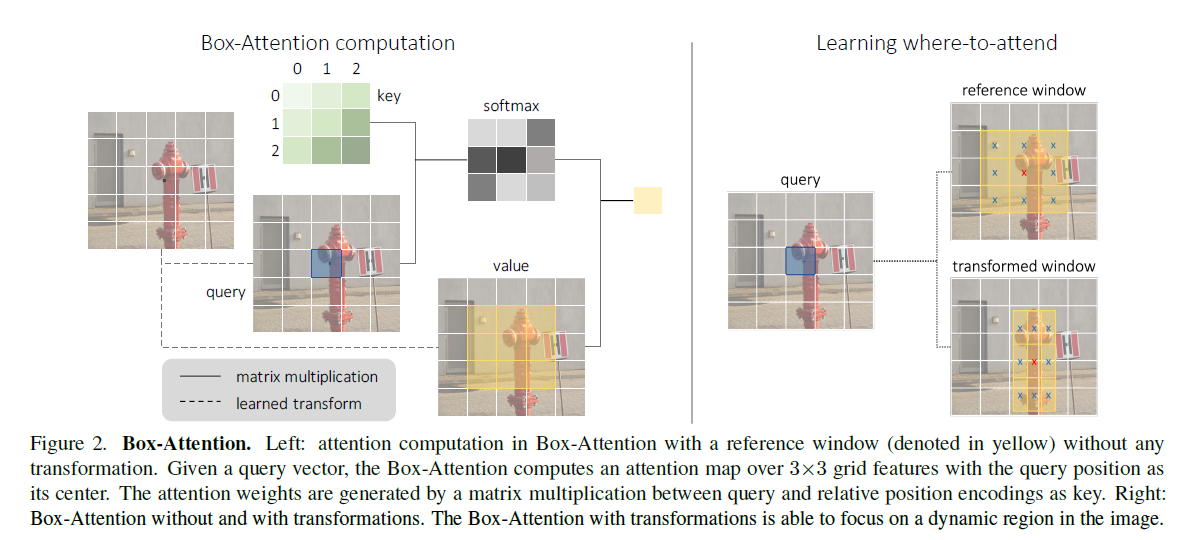 Box-Attention computation
0 1 2
0
1
2
key
softmax
query
value
matrix multiplication
learned transform
Learning where-to-attend
reference window
query
transformed window
H
H
H
H
H
H
x x x
x x x
x x x
x x x
x x x
x x x
Figure 2. Box-Attention. Left: attention computation in Box-Attention with a reference window (denoted in yellow) without any
transformation. Given a query vector, the Box-Attention computes an attention map over 3×3 grid features with the query position as
its center. The attention weights are generated by a matrix multiplication between query and relative position encodings as key. Right:
Box-Attention without and with transformations. The Box-Attention with transformations is able to focus on a dynamic region in the image.